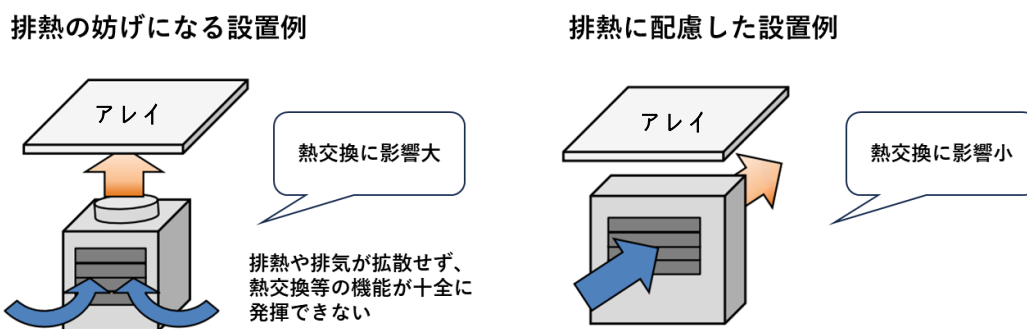 排熱の妨げになる設置例
アレイ
熱交換に影響大
排熱や排気が拡散せず、
熱交換等の機能が十全に
発揮できない
排熱に配慮した設置例
アレイ
熱交換に影響小